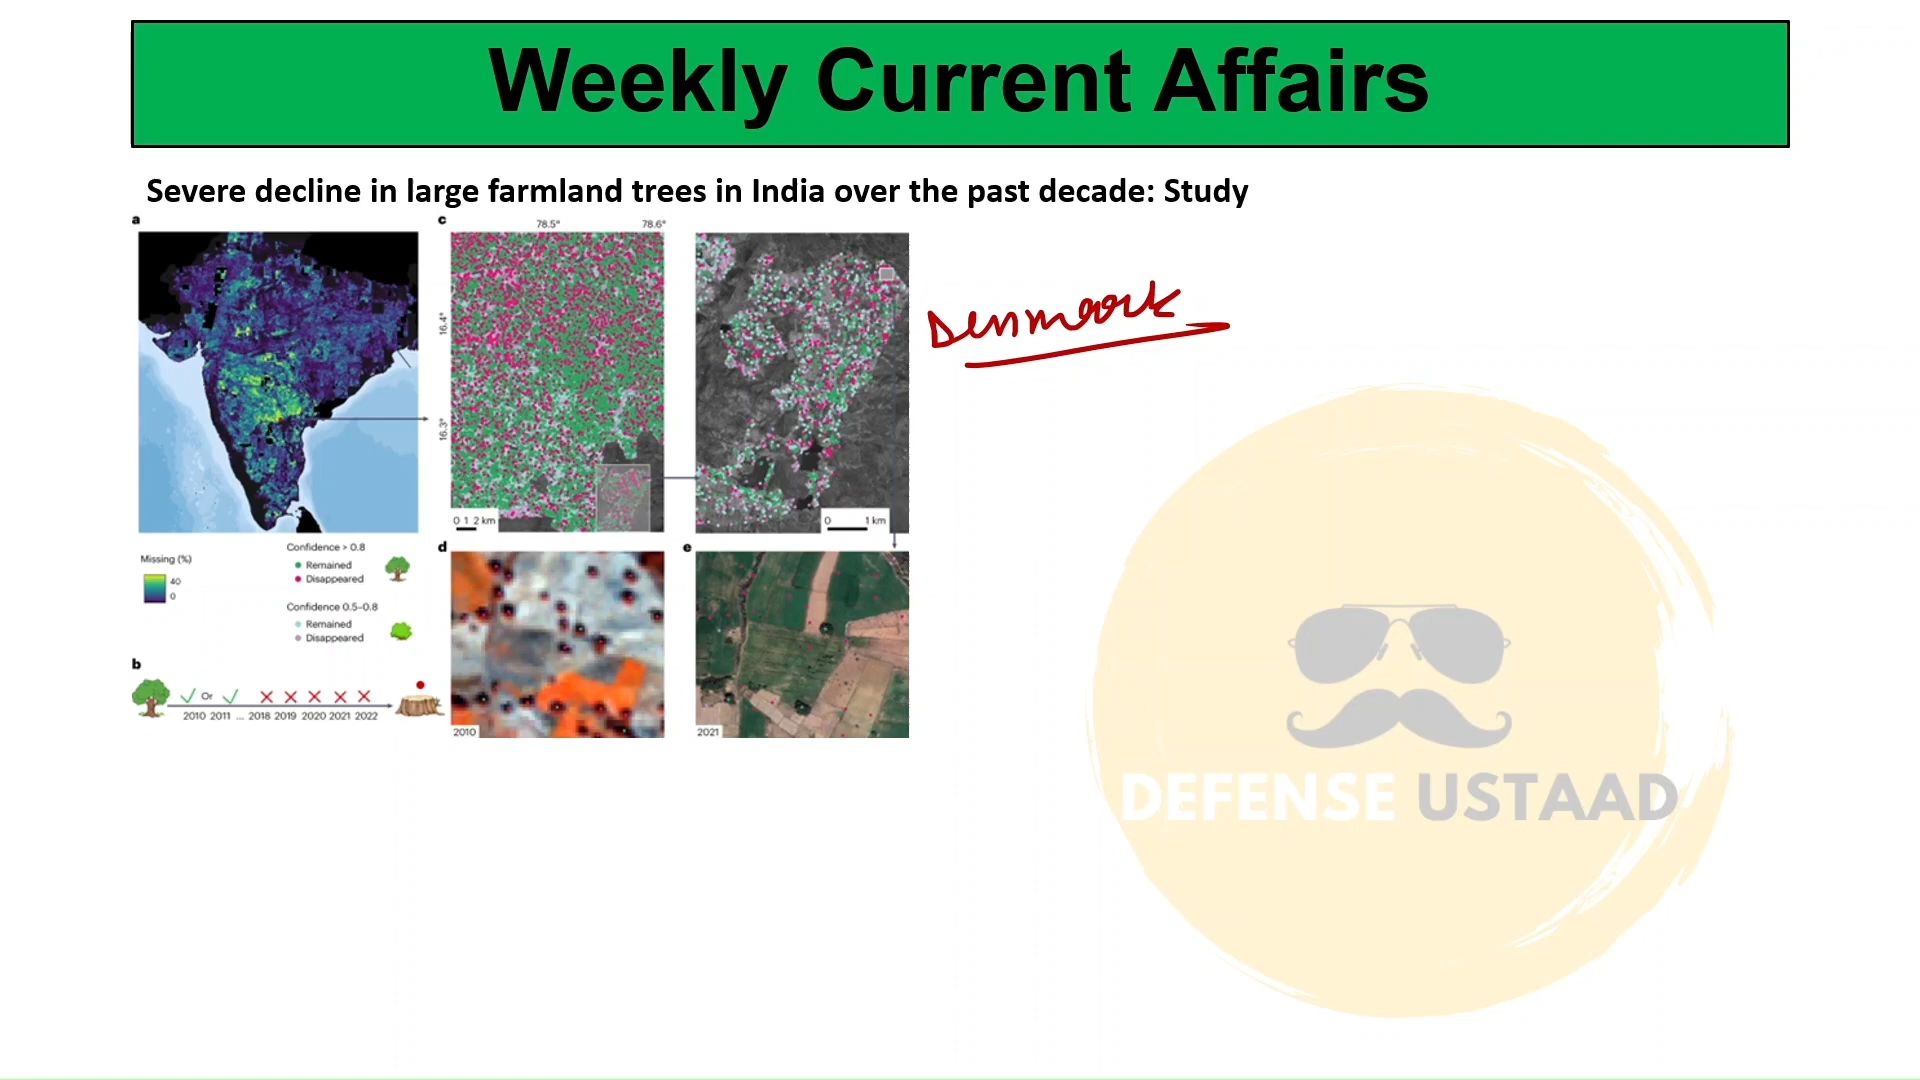 Weekly Current Affairs
Severe decline in large farmland trees in India over the past decade: Study
a
c
78.5°
78.6°
16.4°
16.3°
Denmark
0 1 2 km
0 1 km
Missing (%)
40
0
Confidence > 0.8
Remained
Disappeared
Confidence 0.5–0.8
Remained
Disappeared
b
Or
2010 2011 ... 2018 2019 2020 2021 2022
d
2010
e
2021
DEFENSE USTAAD